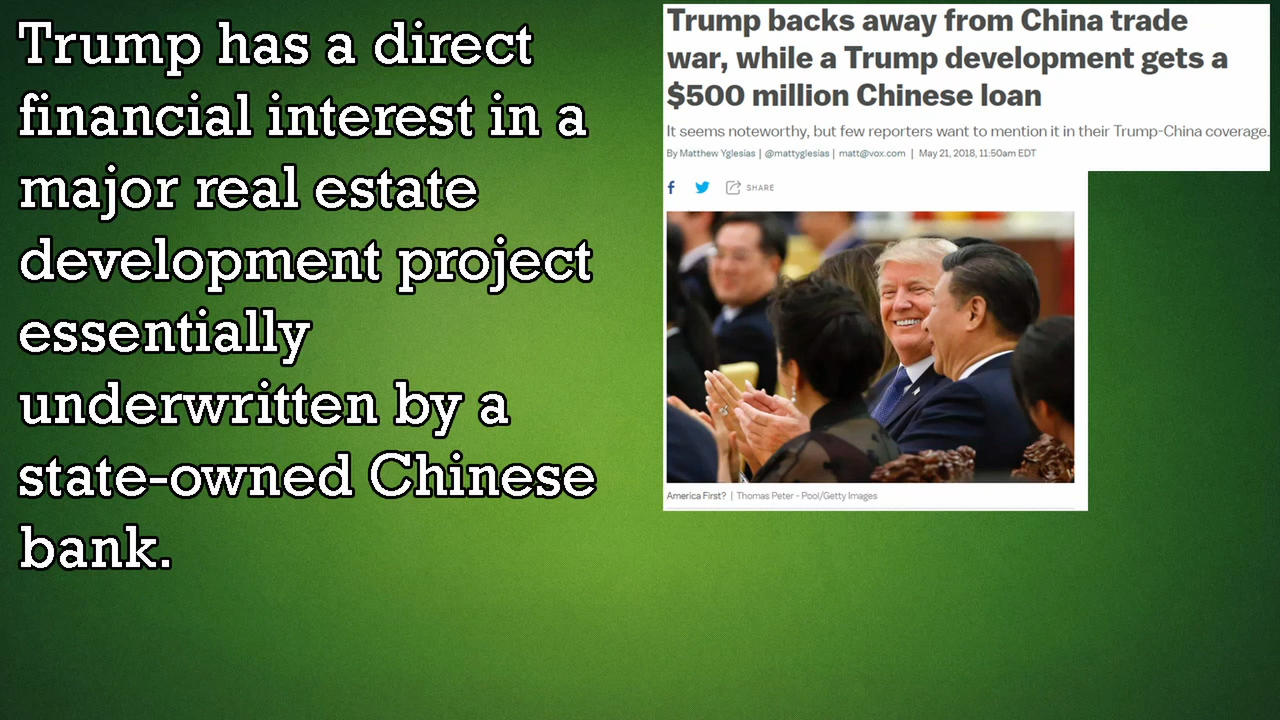 Trump has a direct
financial interest in a
major real estate
development project
essentially
underwritten by a
state-owned Chinese
bank.
Trump backs away from China trade
war, while a Trump development gets a
$500 million Chinese loan
It seems noteworthy, but few reporters want to mention it in their Trump-China coverage.
By Matthew Yglesias | @mattyglesias | matt@vox.com | May 21, 2018, 11:50am EDT
SHARE
America First? | Thomas Peter - Pool/Getty Images